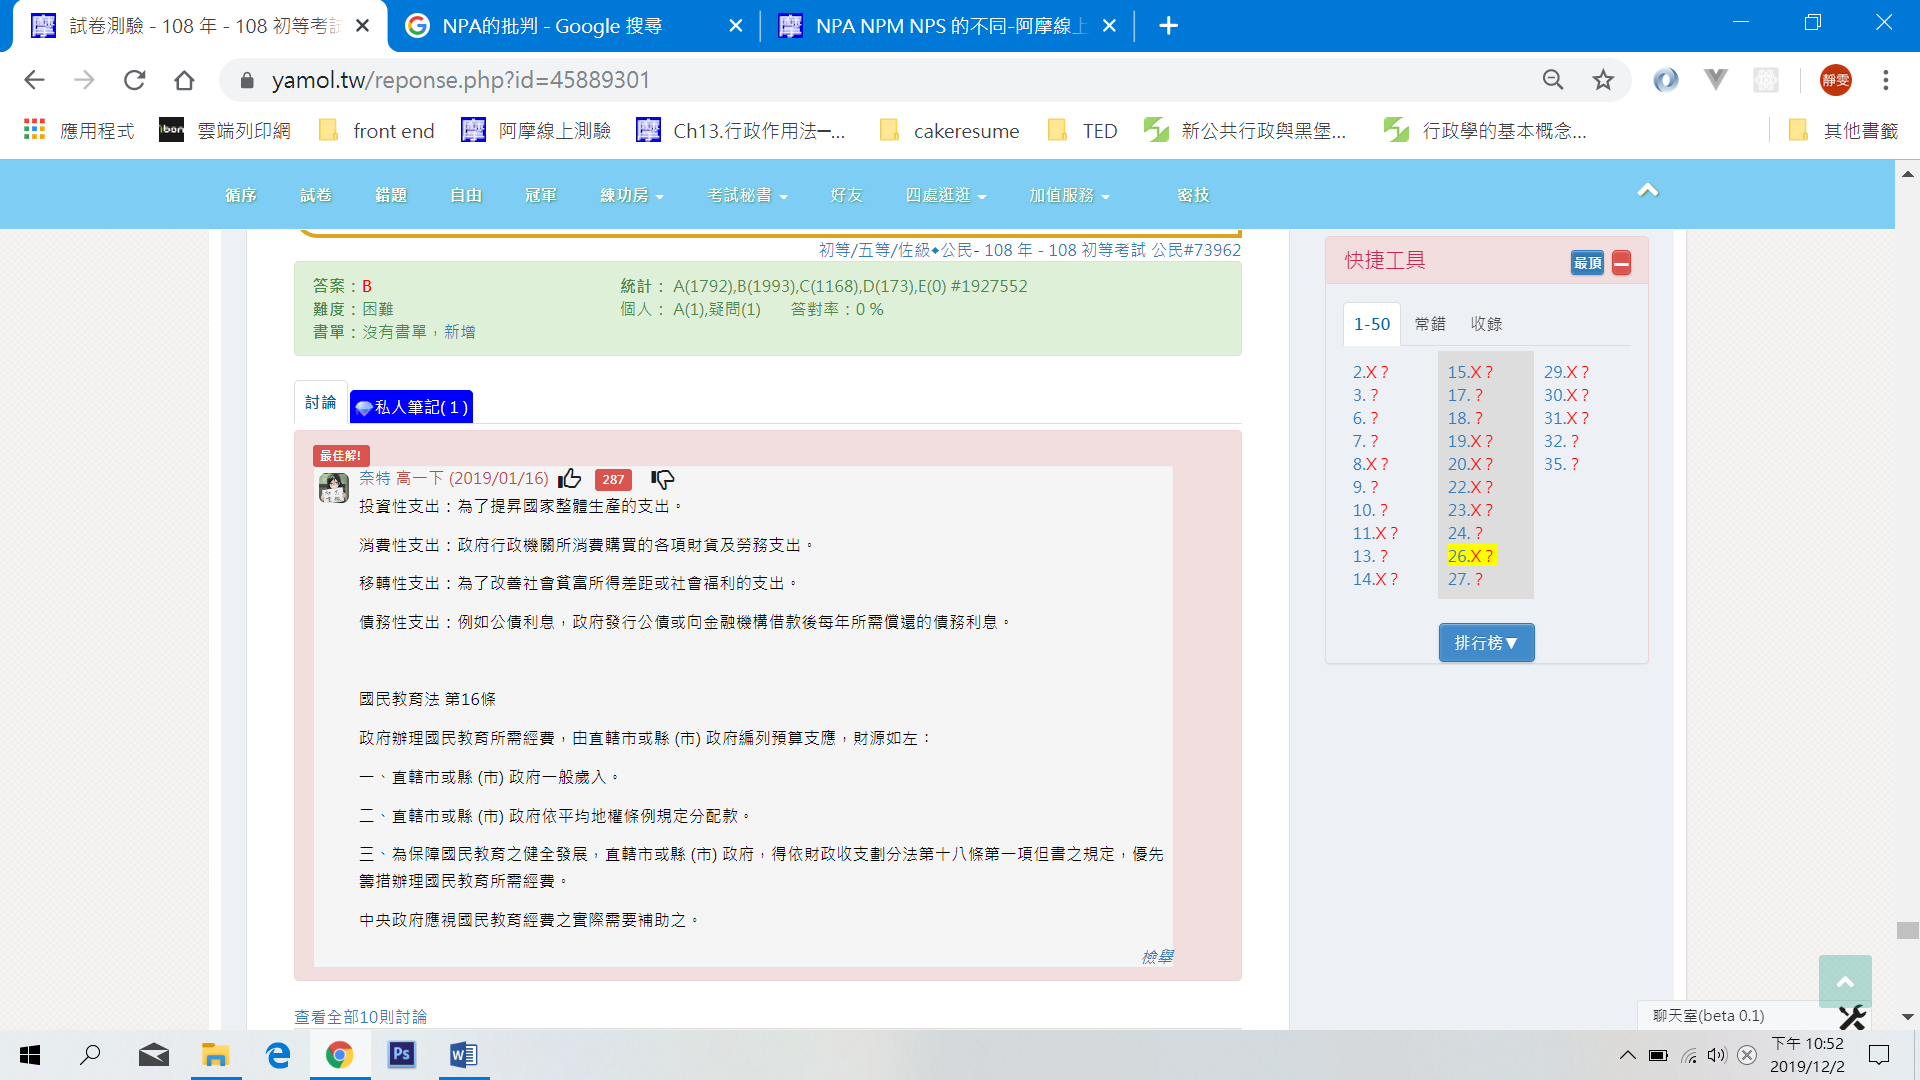 試卷測驗 - 108 年 - 108 初等考試
NPA的批判 - Google 搜尋
NPA NPM NPS 的不同-阿摩線上
yamol.tw/reponse.php?id=45889301
靜雯
應用程式
ibon
雲端列印網
front end
阿摩線上測驗
Ch13.行政作用法─...
cakeresume
TED
新公共行政與黑堡...
行政學的基本概念...
其他書籤
循序
試卷
錯題
自由
冠軍
練功房
考試秘書
好友
四處逛逛
加值服務
密技
初等/五等/佐級◆公民- 108 年 - 108 初等考試 公民#73962
答案：B
統計： A(1792),B(1993),C(1168),D(173),E(0) #1927552
難度：困難
個人： A(1),疑問(1) 答對率：0 %
書單：沒有書單，新增
討論
私人筆記( 1 )
最佳解!
奈特 高一下 (2019/01/16)
287
投資性支出：為了提昇國家整體生產的支出。
消費性支出：政府行政機關所消費購買的各項財貨及勞務支出。
移轉性支出：為了改善社會貧富所得差距或社會福利的支出。
債務性支出：例如公債利息，政府發行公債或向金融機構借款後每年所需償還的債務利息。
國民教育法 第16條
政府辦理國民教育所需經費，由直轄市或縣 (市) 政府編列預算支應，財源如左：
一、直轄市或縣 (市) 政府一般歲入。
二、直轄市或縣 (市) 政府依平均地權條例規定分配款。
三、為保障國民教育之健全發展，直轄市或縣 (市) 政府，得依財政收支劃分法第十八條第一項但書之規定，優先
籌措辦理國民教育所需經費。
中央政府應視國民教育經費之實際需要補助之。
檢舉
查看全部10則討論
快捷工具
最頂
1-50
常錯
收錄
2.X ?
3. ?
6. ?
7. ?
8.X ?
9. ?
10. ?
11.X ?
13. ?
14.X ?
15.X ?
17. ?
18. ?
19.X ?
20.X ?
22.X ?
23.X ?
24. ?
26.X ?
27. ?
29.X ?
30.X ?
31.X ?
32. ?
35. ?
排行榜▼
聊天室(beta 0.1)
Ps
下午 10:52
2019/12/2